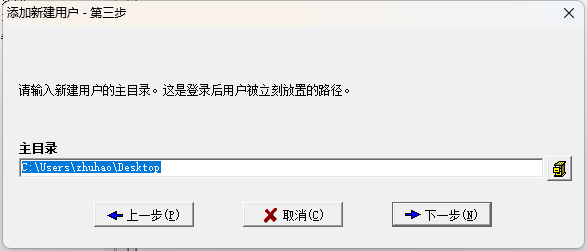 添加新建用户 - 第三步
请输入新建用户的主目录。这是登录后用户被立刻放置的路径。
主目录
C:\Users\zhuhao\Desktop
上一步(P) 取消(C) 下一步(N)